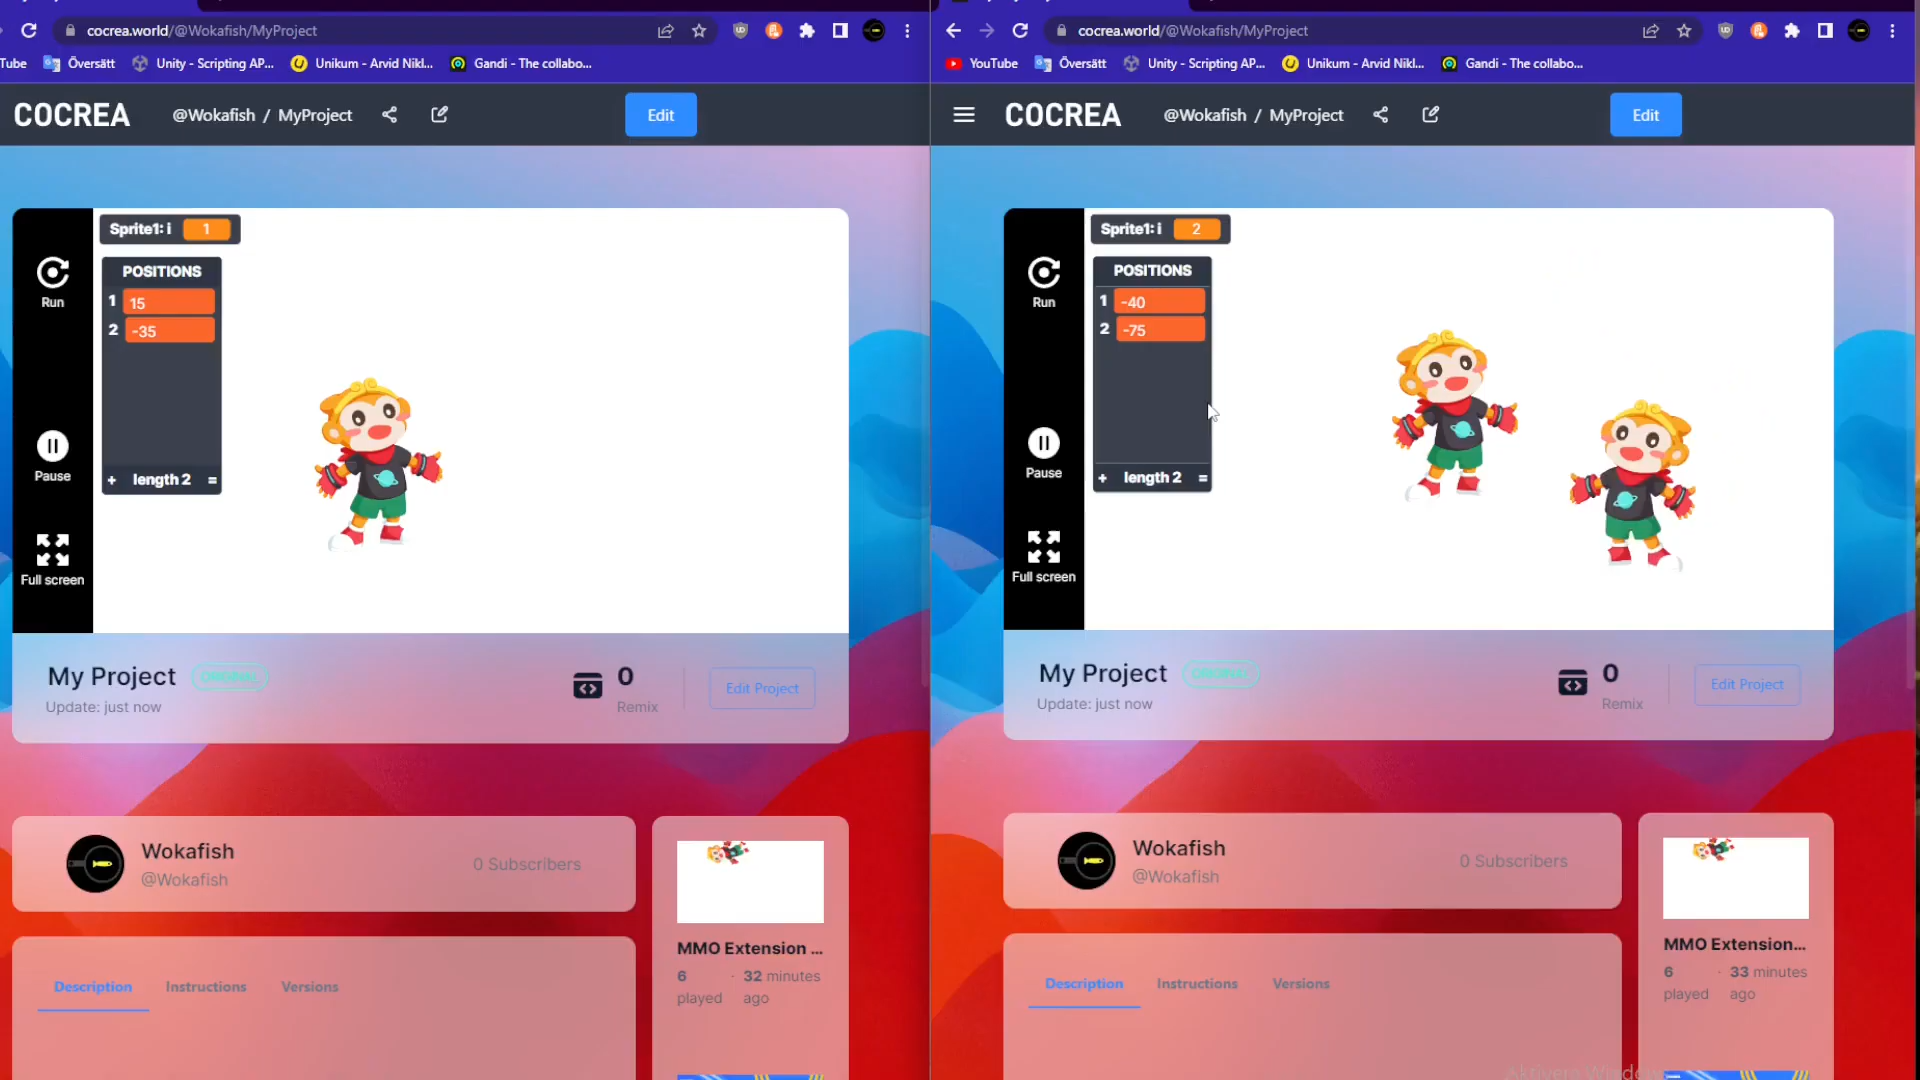 cocrea.world/@Wokafish/MyProject
Tube Översätt Unity - Scripting AP... Unikum - Arvid Nikl... Gandi - The collabo...
COCREA @Wokafish / MyProject Edit
Sprite1: i 1
POSITIONS
1 15
2 -35
+ length 2 =
Run
Pause
Full screen
My Project ORIGINAL
Update: just now
0
Remix
Edit Project
Wokafish
@Wokafish
0 Subscribers
MMO Extension ...
6 · 32 minutes
played ago
Description Instructions Versions
cocrea.world/@Wokafish/MyProject
YouTube Översätt Unity - Scripting AP... Unikum - Arvid Nikl... Gandi - The collabo...
COCREA @Wokafish / MyProject Edit
Sprite1: i 2
POSITIONS
1 -40
2 -75
+ length 2 =
Run
Pause
Full screen
My Project ORIGINAL
Update: just now
0
Remix
Edit Project
Wokafish
@Wokafish
0 Subscribers
MMO Extension...
6 · 33 minutes
played ago
Description Instructions Versions
Aktivera Windows